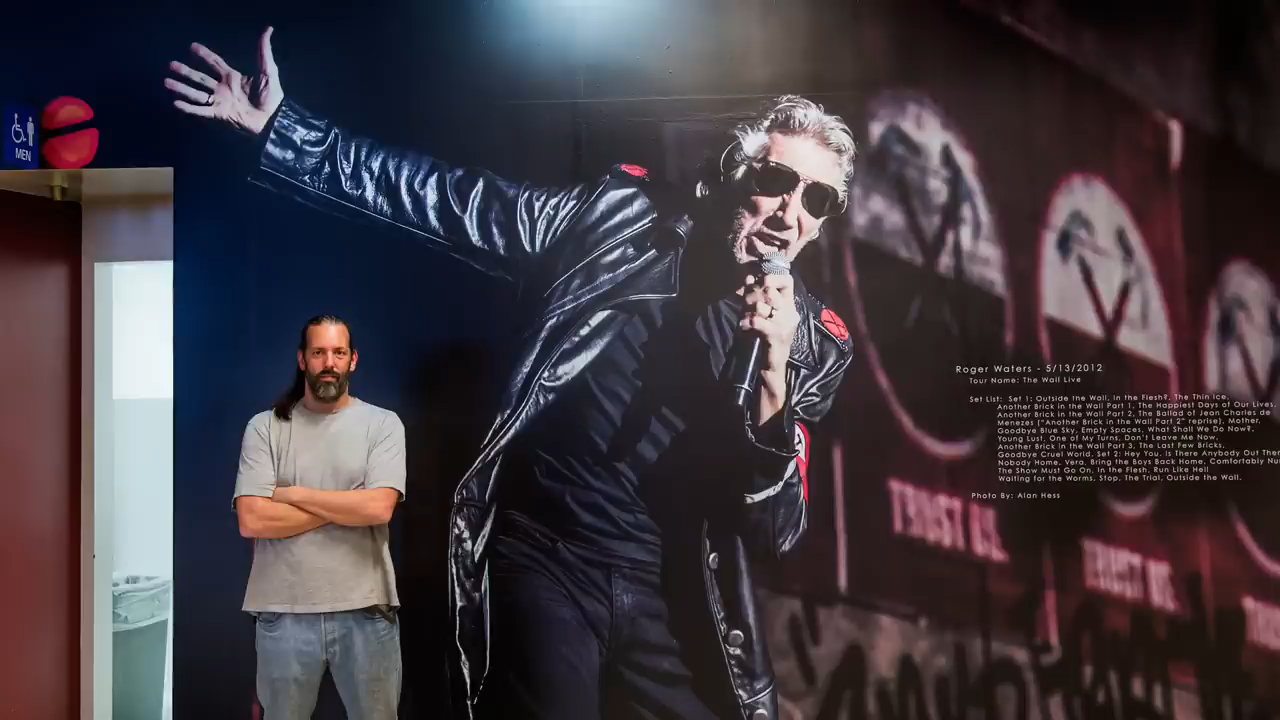 MEN
Roger Waters - 5/13/2012
Tour Name: The Wall Live
Set List: Set 1: Outside the Wall, In the Flesh?, The Thin Ice,
Another Brick in the Wall Part 1, The Happiest Days of Our Lives,
Another Brick in the Wall Part 2, The Ballad of Jean Charles de
Menezes ("Another Brick in the Wall Part 2" reprise), Mother,
Goodbye Blue Sky, Empty Spaces, What Shall We Do Now?,
Young Lust, One of My Turns, Don't Leave Me Now,
Another Brick in the Wall Part 3, The Last Few Bricks,
Goodbye Cruel World. Set 2: Hey You, Is There Anybody Out
Nobody Home, Vera, Bring the Boys Back Home, Comfortably
The Show Must Go On, In the Flesh, Run Like Hell
Waiting for the Worms, Stop, The Trial, Outside the Wall.
Photo By: Alan Hess
TRUST US
TRUST US